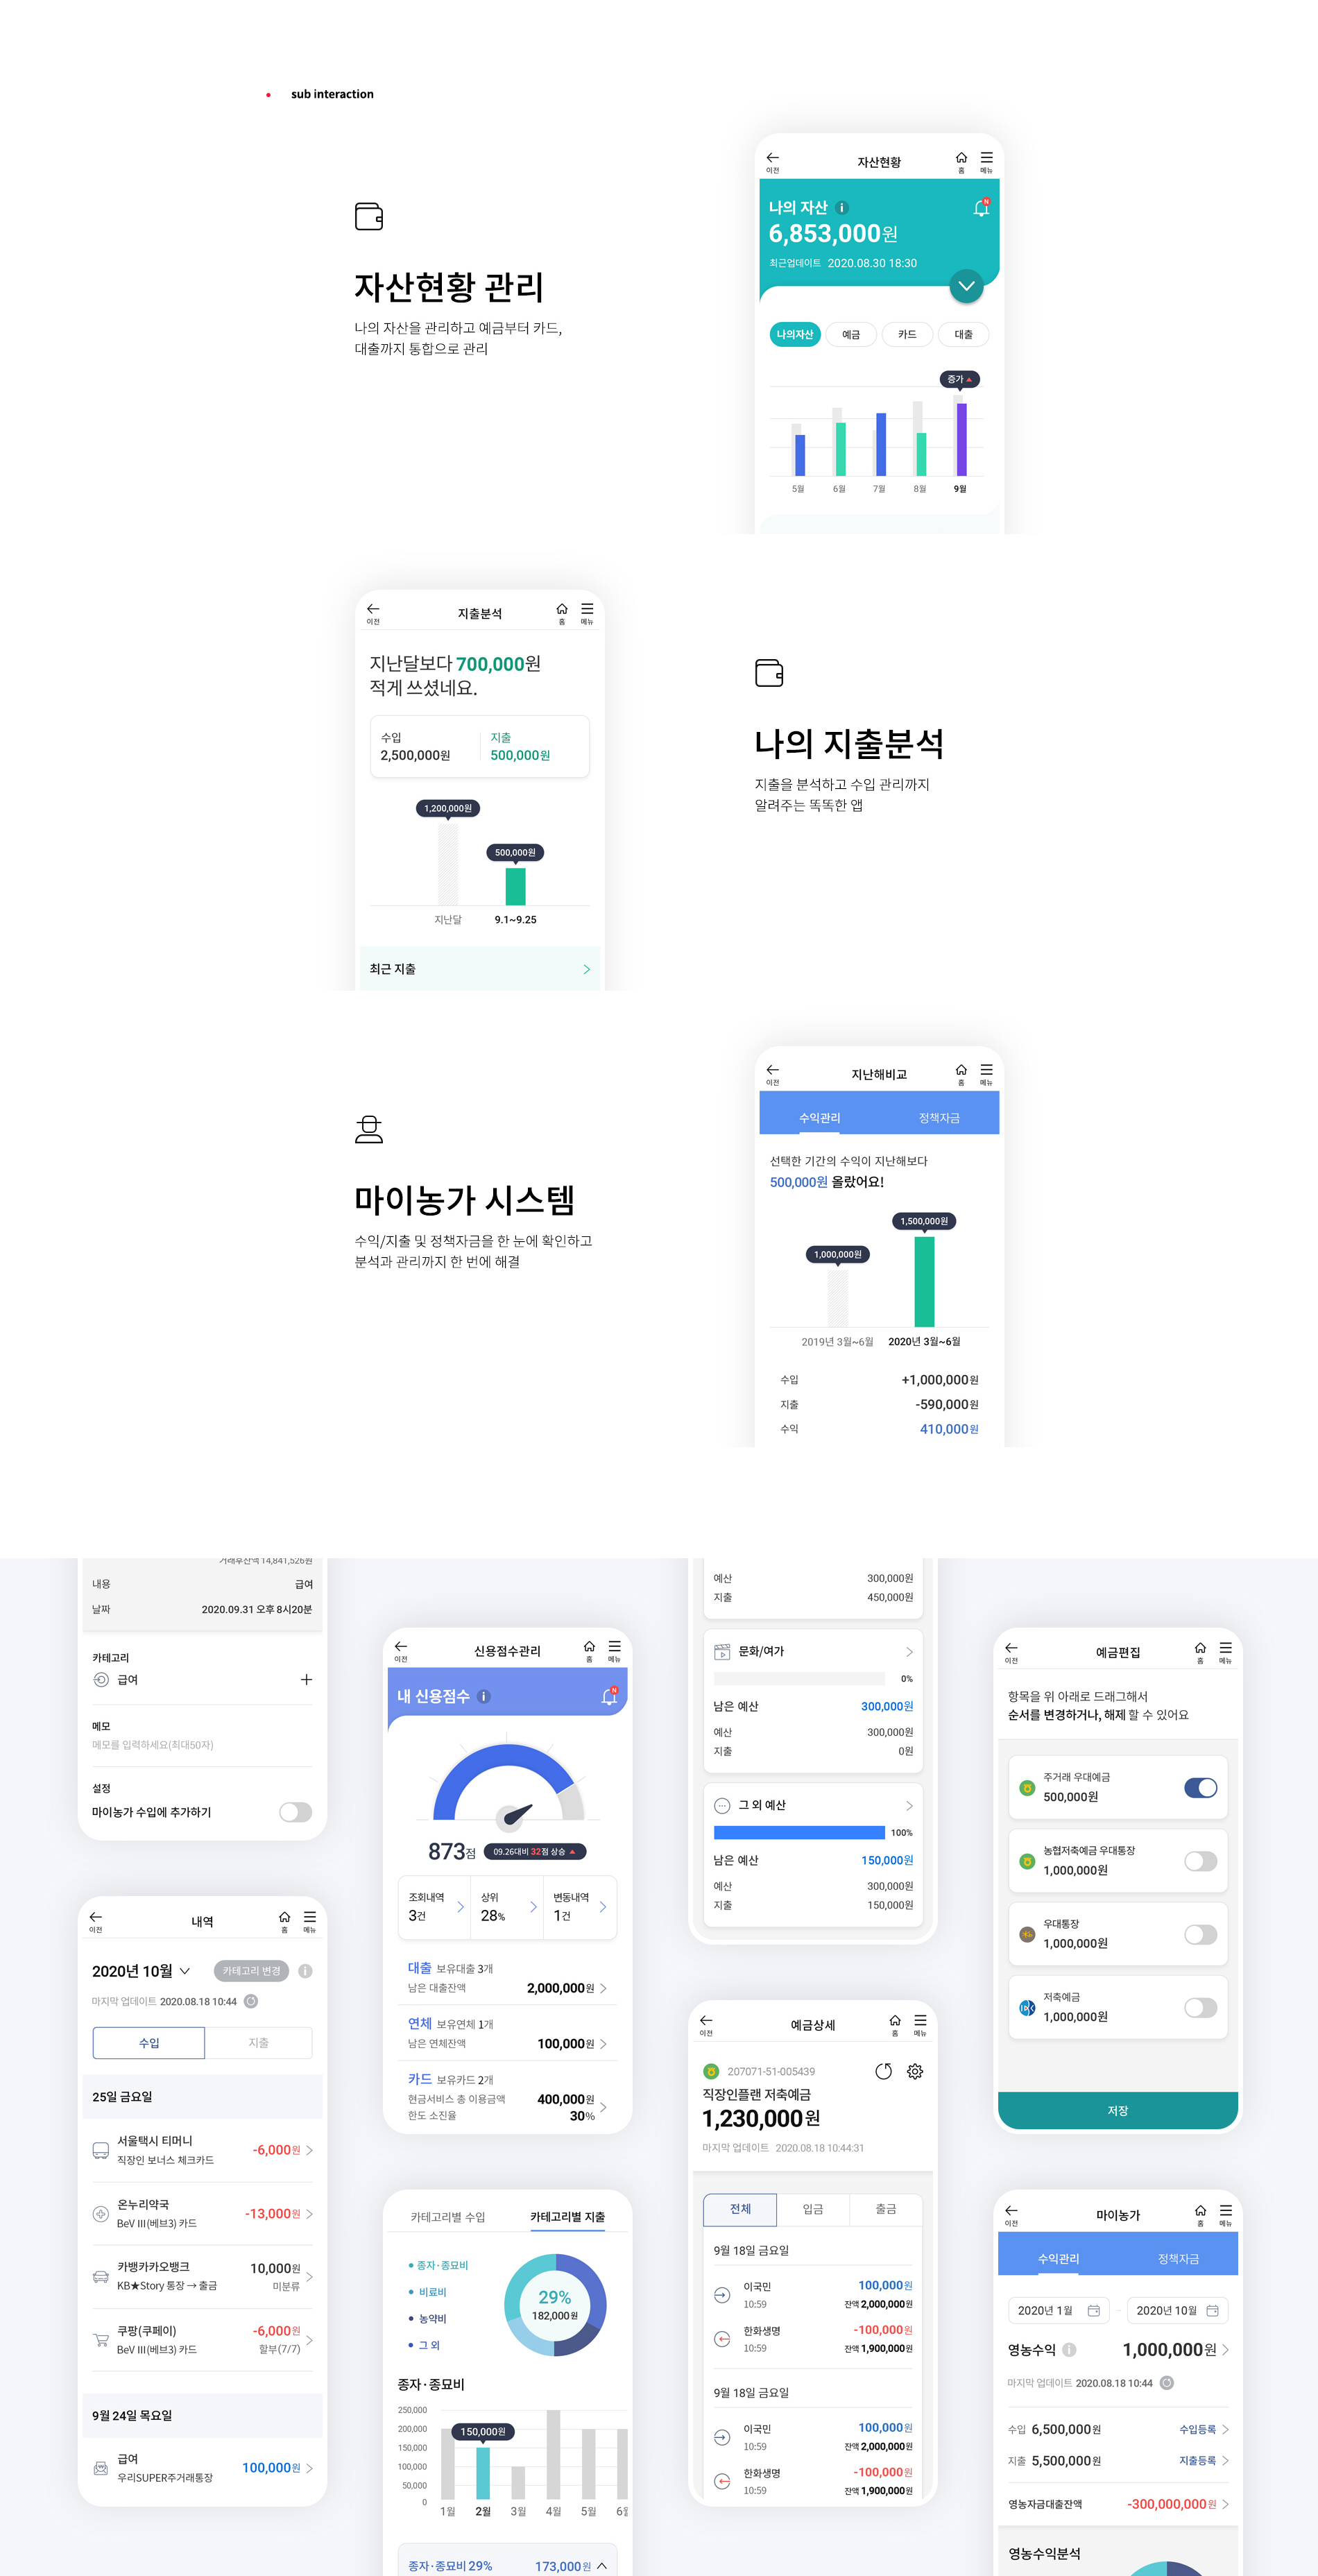 sub interaction
자산현황 관리
나의 자산을 관리하고 예금부터 카드,
대출까지 통합으로 관리
이전
자산현황
홈
메뉴
나의 자산
6,853,000원
최근업데이트 2020.08.30 18:30
나의자산
예금
카드
대출
증가
5월
6월
7월
8월
9월
이전
지출분석
홈
메뉴
지난달보다 700,000원
적게 쓰셨네요.
수입
2,500,000원
지출
500,000원
1,200,000원
500,000원
지난달
9.1~9.25
최근 지출
나의 지출분석
지출을 분석하고 수입 관리까지
알려주는 똑똑한 앱
마이농가 시스템
수익/지출 및 정책자금을 한 눈에 확인하고
분석과 관리까지 한 번에 해결
이전
지난해비교
홈
메뉴
수익관리
정책자금
선택한 기간의 수익이 지난해보다
500,000원 올랐어요!
1,000,000원
1,500,000원
2019년 3월~6월
2020년 3월~6월
수입 +1,000,000원
지출 -590,000원
수익 410,000원
거래후잔액 14,841,526원
내용 급여
날짜 2020.09.31 오후 8시20분
카테고리
급여
메모
메모를 입력하세요(최대50자)
설정
마이농가 수입에 추가하기
이전
내역
홈
메뉴
2020년 10월
카테고리 변경
마지막 업데이트 2020.08.18 10:44
수입
지출
25일 금요일
서울택시 티머니
직장인 보너스 체크카드
-6,000원
온누리약국
BeV III(베브3) 카드
-13,000원
카뱅카카오뱅크
KB★Story 통장 → 출금
10,000원
미분류
쿠팡(쿠페이)
BeV III(베브3) 카드
-6,000원
할부(7/7)
9월 24일 목요일
급여
우리SUPER주거래통장
100,000원
이전
신용점수관리
홈
메뉴
내 신용점수
N
873점
09.26대비 32점 상승
조회내역
3건
상위
28%
변동내역
1건
대출 보유대출 3개
남은 대출잔액 2,000,000원
연체 보유연체 1개
남은 연체잔액 100,000원
카드 보유카드 2개
현금서비스 총 이용금액 400,000원
한도 소진율 30%
카테고리별 수입
카테고리별 지출
종자·종묘비
비료비
농약비
그 외
29%
182,000원
종자·종묘비
250,000
200,000
150,000
100,000
50,000
0
150,000원
1월
2월
3월
4월
5월
6월
종자·종묘비 29% 173,000원
예산 300,000원
지출 450,000원
문화/여가
0%
남은 예산 300,000원
예산 300,000원
지출 0원
그 외 예산
100%
남은 예산 150,000원
예산 300,000원
지출 150,000원
이전
예금상세
홈
메뉴
207071-51-005439
직장인플랜 저축예금
1,230,000원
마지막 업데이트 2020.08.18 10:44:31
전체
입금
출금
9월 18일 금요일
이국민 100,000원
10:59 잔액 2,000,000원
한화생명 -100,000원
10:59 잔액 1,900,000원
9월 18일 금요일
이국민 100,000원
10:59 잔액 2,000,000원
한화생명 -100,000원
10:59 잔액 1,900,000원
이전
예금편집
홈
메뉴
항목을 위 아래로 드래그해서
순서를 변경하거나, 해제 할 수 있어요
주거래 우대예금
500,000원
농협저축예금 우대통장
1,000,000원
우대통장
1,000,000원
저축예금
1,000,000원
저장
이전
마이농가
홈
메뉴
수익관리
정책자금
2020년 1월
2020년 10월
영농수익 1,000,000원
마지막 업데이트 2020.08.18 10:44
수입 6,500,000원 수입등록
지출 5,500,000원 지출등록
영농자금대출잔액 -300,000,000원
영농수익분석